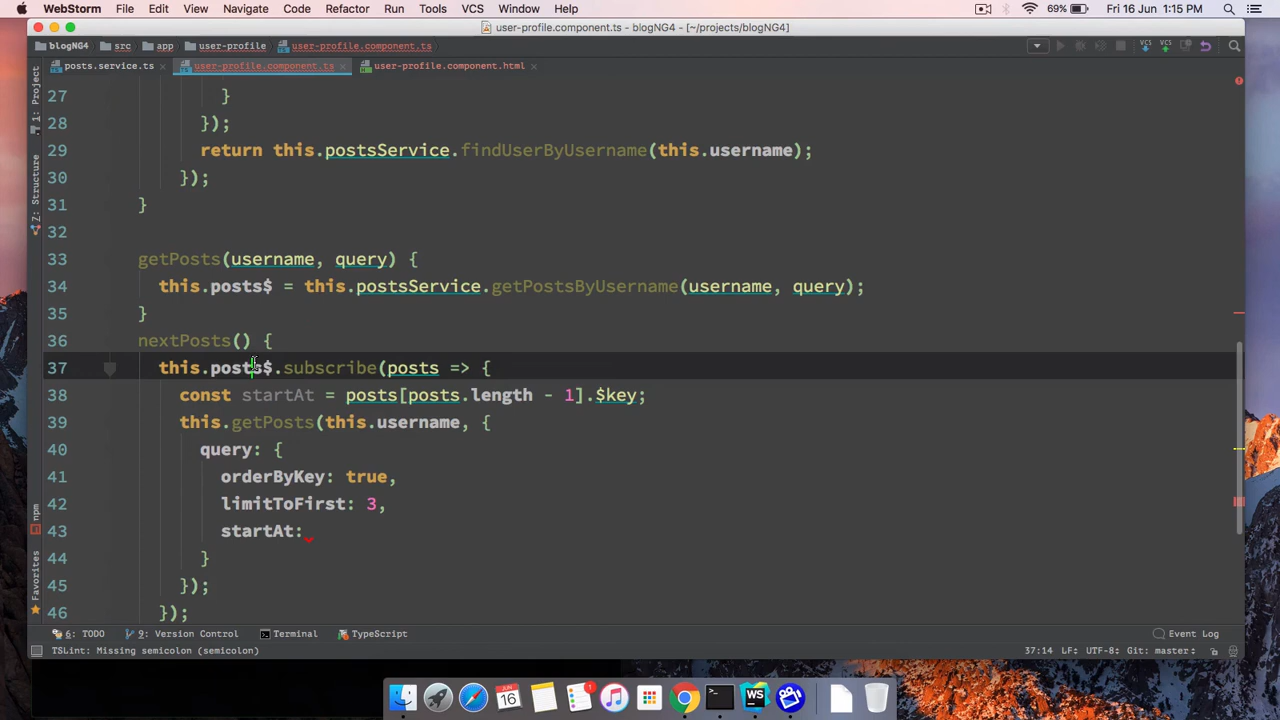 WebStorm File Edit View Navigate Code Refactor Run Tools VCS Window Help 69% Fri 16 Jun 1:15 PM
user-profile.component.ts - blogNG4 - [~/projects/blogNG4]
blogNG4 src app user-profile user-profile.component.ts
posts.service.ts user-profile.component.ts user-profile.component.html
1: Project
Z: Structure
npm
Favorites
27 }
28 });
29 return this.postsService.findUserByUsername(this.username);
30 });
31 }
32
33 getPosts(username, query) {
34 this.posts$ = this.postsService.getPostsByUsername(username, query);
35 }
36 nextPosts() {
37 this.posts$.subscribe(posts => {
38 const startAt = posts[posts.length - 1].$key;
39 this.getPosts(this.username, {
40 query: {
41 orderByKey: true,
42 limitToFirst: 3,
43 startAt:
44 }
45 });
46 });
6: TODO 9: Version Control Terminal TypeScript Event Log
TSLint: Missing semicolon (semicolon) 37:14 LF: UTF-8: Git: master: